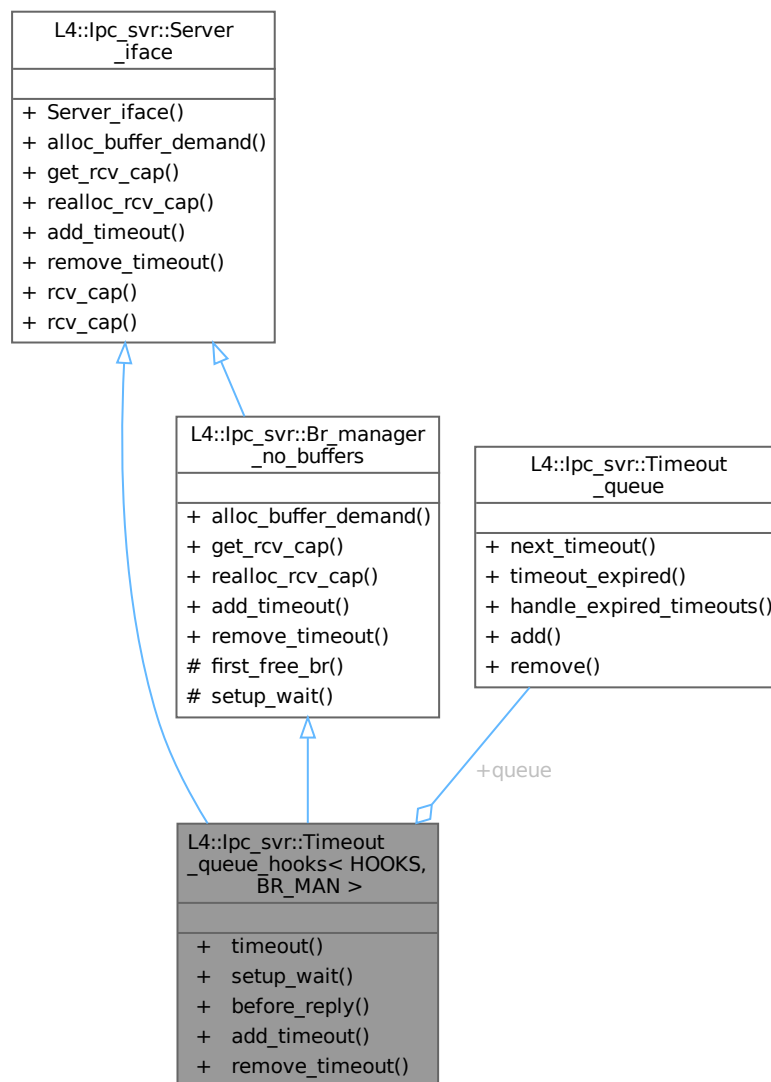 L4::Ipc_svr::Server
_iface
+ Server_iface()
+ alloc_buffer_demand()
+ get_rcv_cap()
+ realloc_rcv_cap()
+ add_timeout()
+ remove_timeout()
+ rcv_cap()
+ rcv_cap()
L4::Ipc_svr::Br_manager
_no_buffers
+ alloc_buffer_demand()
+ get_rcv_cap()
+ realloc_rcv_cap()
+ add_timeout()
+ remove_timeout()
# first_free_br()
# setup_wait()
L4::Ipc_svr::Timeout
_queue
+ next_timeout()
+ timeout_expired()
+ handle_expired_timeouts()
+ add()
+ remove()
+queue
L4::Ipc_svr::Timeout
_queue_hooks< HOOKS,
BR_MAN >
+ timeout()
+ setup_wait()
+ before_reply()
+ add_timeout()
+ remove_timeout()